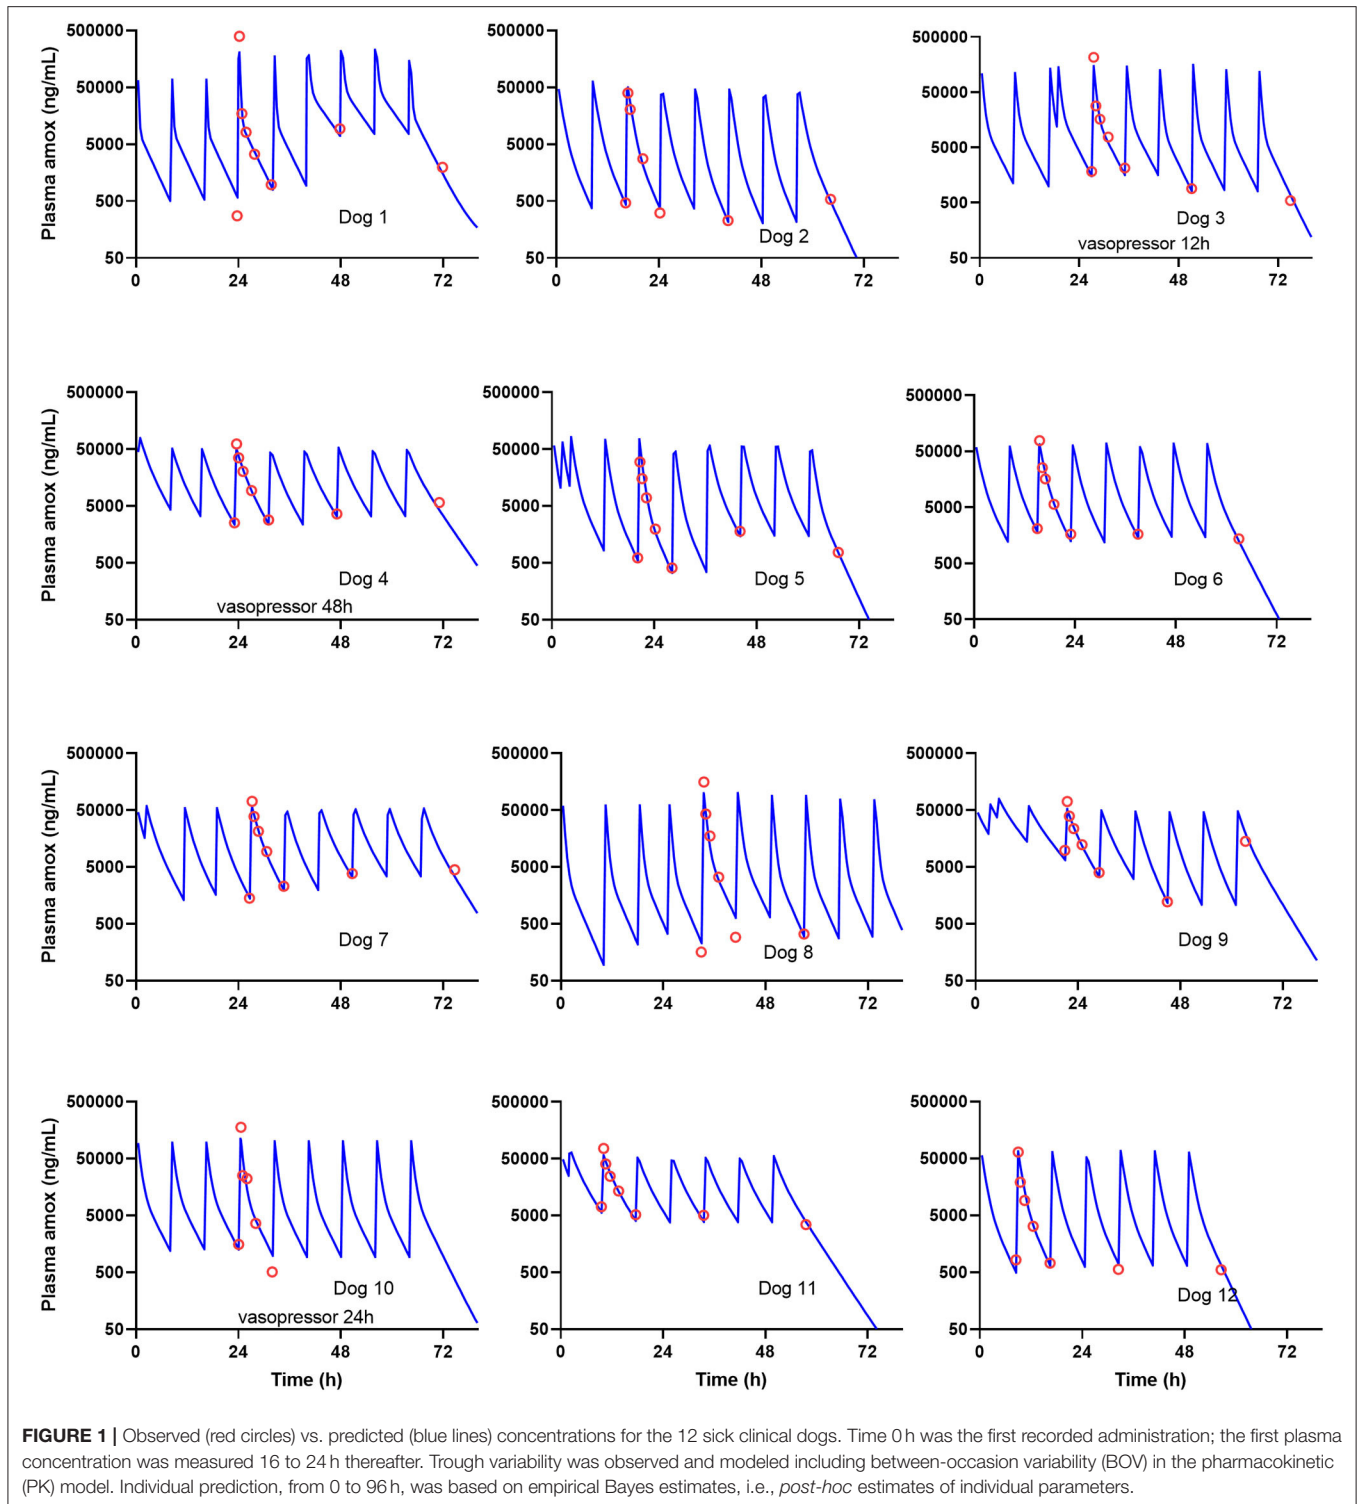 Plasma amox (ng/mL)
500000
50000
5000
500
50
0 24 48 72
Dog 1
500000
50000
5000
500
50
0 24 48 72
Dog 2
500000
50000
5000
500
50
0 24 48 72
Dog 3
vasopressor 12h
Plasma amox (ng/mL)
500000
50000
5000
500
50
0 24 48 72
Dog 4
vasopressor 48h
500000
50000
5000
500
50
0 24 48 72
Dog 5
500000
50000
5000
500
50
0 24 48 72
Dog 6
Plasma amox (ng/mL)
500000
50000
5000
500
50
0 24 48 72
Dog 7
500000
50000
5000
500
50
0 24 48 72
Dog 8
500000
50000
5000
500
50
0 24 48 72
Dog 9
Plasma amox (ng/mL)
500000
50000
5000
500
50
0 24 48 72
Dog 10
vasopressor 24h
Time (h)
500000
50000
5000
500
50
0 24 48 72
Dog 11
Time (h)
500000
50000
5000
500
50
0 24 48 72
Dog 12
Time (h)
FIGURE 1 | Observed (red circles) vs. predicted (blue lines) concentrations for the 12 sick clinical dogs. Time 0 h was the first recorded administration; the first plasma
concentration was measured 16 to 24 h thereafter. Trough variability was observed and modeled including between-occasion variability (BOV) in the pharmacokinetic
(PK) model. Individual prediction, from 0 to 96 h, was based on empirical Bayes estimates, i.e., post-hoc estimates of individual parameters.